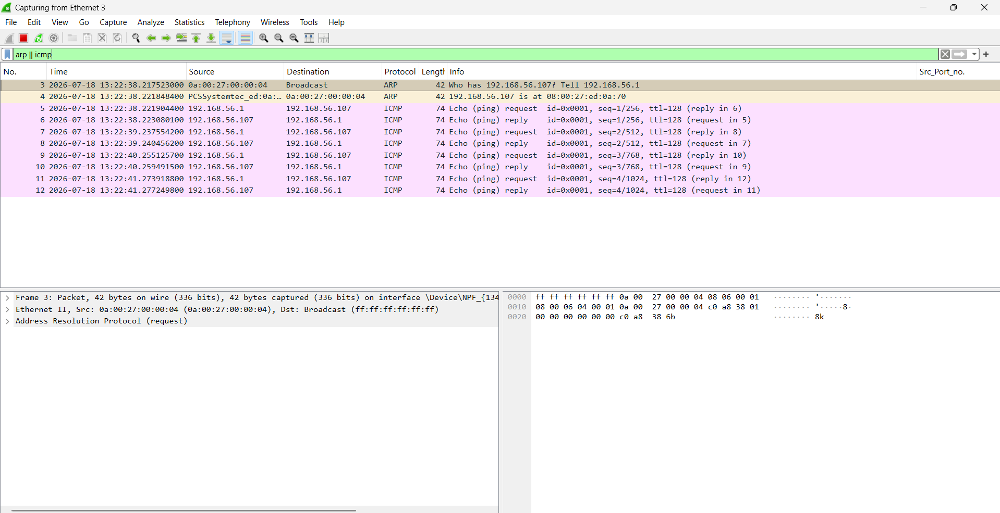 Capturing from Ethernet 3
File Edit View Go Capture Analyze Statistics Telephony Wireless Tools Help
arp || icmp
No. Time Source Destination Protocol Length Info Src_Port_no.
3 2026-07-18 13:22:38.217523000 0a:00:27:00:00:04 Broadcast ARP 42 Who has 192.168.56.107? Tell 192.168.56.1
4 2026-07-18 13:22:38.221848400 PCSSystemtec_ed:0a:… 0a:00:27:00:00:04 ARP 42 192.168.56.107 is at 08:00:27:ed:0a:70
5 2026-07-18 13:22:38.221904400 192.168.56.1 192.168.56.107 ICMP 74 Echo (ping) request id=0x0001, seq=1/256, ttl=128 (reply in 6)
6 2026-07-18 13:22:38.223080100 192.168.56.107 192.168.56.1 ICMP 74 Echo (ping) reply id=0x0001, seq=1/256, ttl=128 (request in 5)
7 2026-07-18 13:22:39.237554200 192.168.56.1 192.168.56.107 ICMP 74 Echo (ping) request id=0x0001, seq=2/512, ttl=128 (reply in 8)
8 2026-07-18 13:22:39.240456200 192.168.56.107 192.168.56.1 ICMP 74 Echo (ping) reply id=0x0001, seq=2/512, ttl=128 (request in 7)
9 2026-07-18 13:22:40.255125700 192.168.56.1 192.168.56.107 ICMP 74 Echo (ping) request id=0x0001, seq=3/768, ttl=128 (reply in 10)
10 2026-07-18 13:22:40.259491500 192.168.56.107 192.168.56.1 ICMP 74 Echo (ping) reply id=0x0001, seq=3/768, ttl=128 (request in 9)
11 2026-07-18 13:22:41.273918800 192.168.56.1 192.168.56.107 ICMP 74 Echo (ping) request id=0x0001, seq=4/1024, ttl=128 (reply in 12)
12 2026-07-18 13:22:41.277249800 192.168.56.107 192.168.56.1 ICMP 74 Echo (ping) reply id=0x0001, seq=4/1024, ttl=128 (request in 11)
Frame 3: Packet, 42 bytes on wire (336 bits), 42 bytes captured (336 bits) on interface \Device\NPF_{134
Ethernet II, Src: 0a:00:27:00:00:04 (0a:00:27:00:00:04), Dst: Broadcast (ff:ff:ff:ff:ff:ff)
Address Resolution Protocol (request)
0000 ff ff ff ff ff ff 0a 00 27 00 00 04 08 06 00 01 ········ '·······
0010 08 00 06 04 00 01 0a 00 27 00 00 04 c0 a8 38 01 ········ '·····8·
0020 00 00 00 00 00 00 c0 a8 38 6b ········ 8k